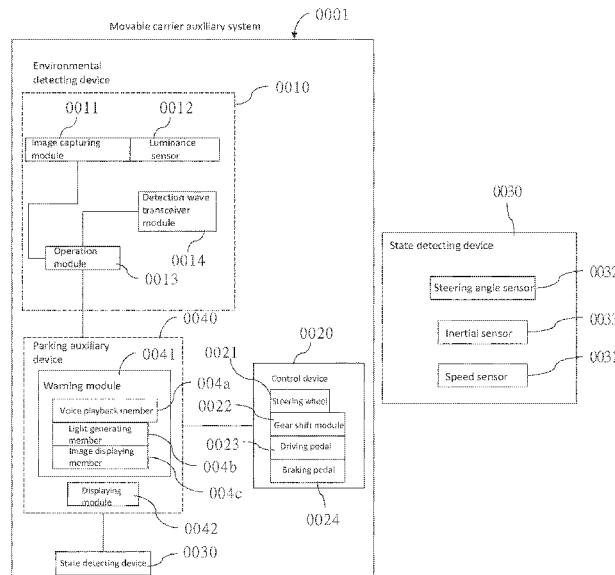 Movable carrier auxiliary system
0001
Environmental
detecting device
0010
0011
0012
Image capturing
module
Luminance
sensor
Detection wave
transceiver
module
0014
Operation
module
0013
0030
State detecting device
Steering angle sensor
0032
Inertial sensor
0033
Speed sensor
0031
0040
Parking auxiliary
device
0041
Warning module
004a
Voice playback member
Light generating
member
004b
Image displaying
member
004c
Displaying
module
0042
0020
Control device
0021
Steering wheel
0022
Gear shift module
0023
Driving pedal
Braking pedal
0024
State detecting device
0030